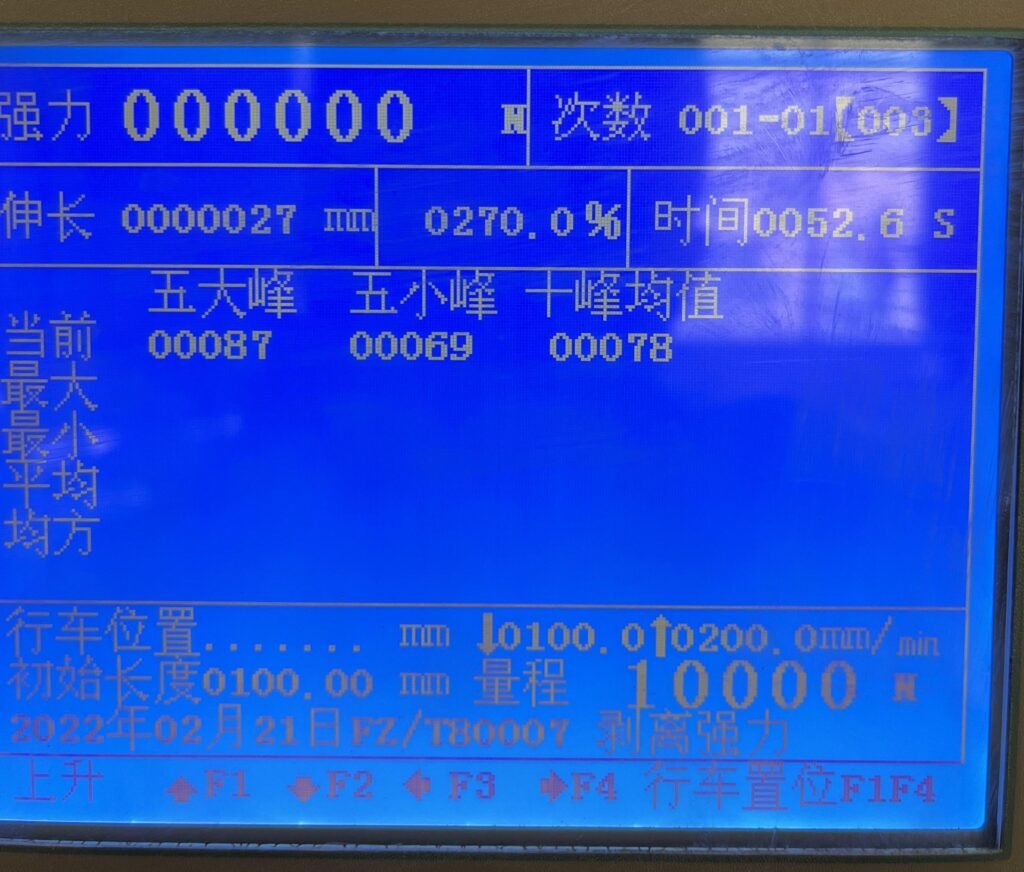 强力 000000 N 次数 001-01【003】
伸长 0000027 mm 0270.0% 时间0052.6 S
五大峰 五小峰 十峰均值
当前 00087 00069 00078
最大
最小
平均
均方
行车位置....... mm ⬇0100.0⬆0200.0mm/min
初始长度0100.00 mm 量程 10000 N
2022年02月21日FZ/T80007 剥离强力
上升 ⬆F1 ⬇F2 ⬅F3 ➡F4 行车置位F1F4